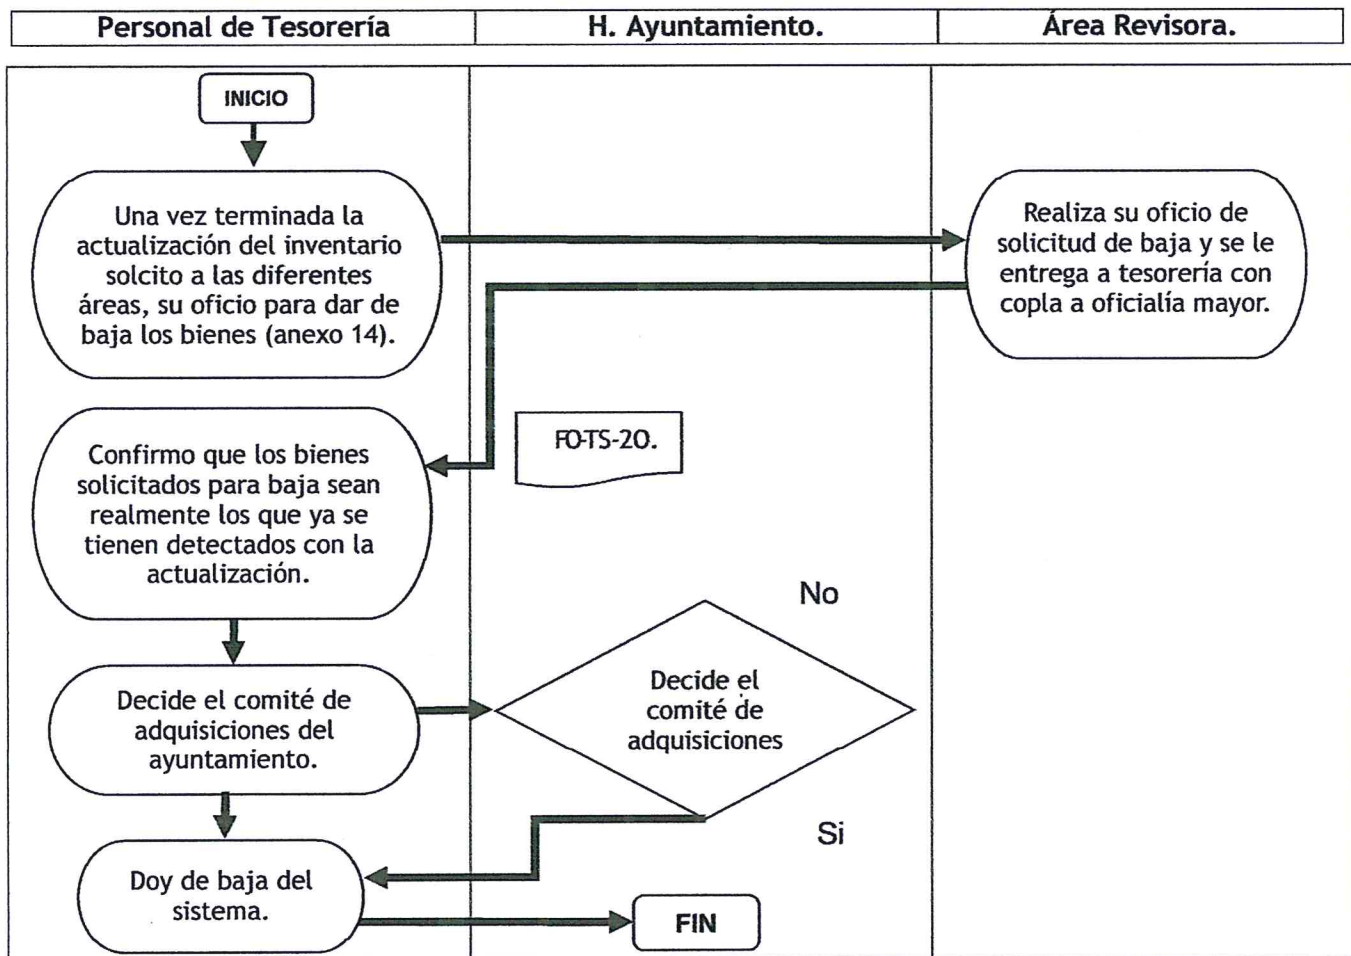 Personal de Tesorería
H. Ayuntamiento.
Área Revisora.
INICIO
Una vez terminada la
actualización del inventario
solcito a las diferentes
áreas, su oficio para dar de
baja los bienes (anexo 14).
Realiza su oficio de
solicitud de baja y se le
entrega a tesorería con
copla a oficialía mayor.
FO-TS-20.
Confirmo que los bienes
solicitados para baja sean
realmente los que ya se
tienen detectados con la
actualización.
No
Decide el comité de
adquisiciones del
ayuntamiento.
Decide el
comité de
adquisiciones
Si
Doy de baja del
sistema.
FIN